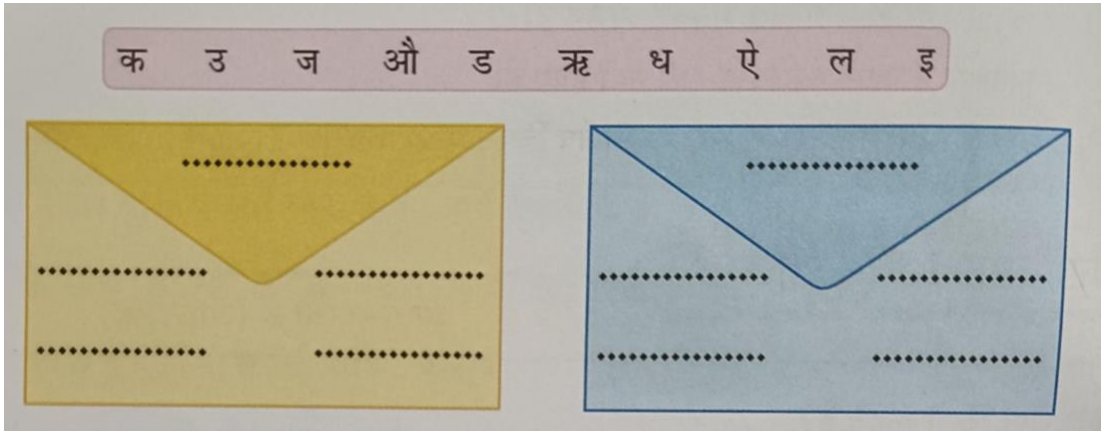 क उ ज औ ड ऋ ध ऐ ल इ